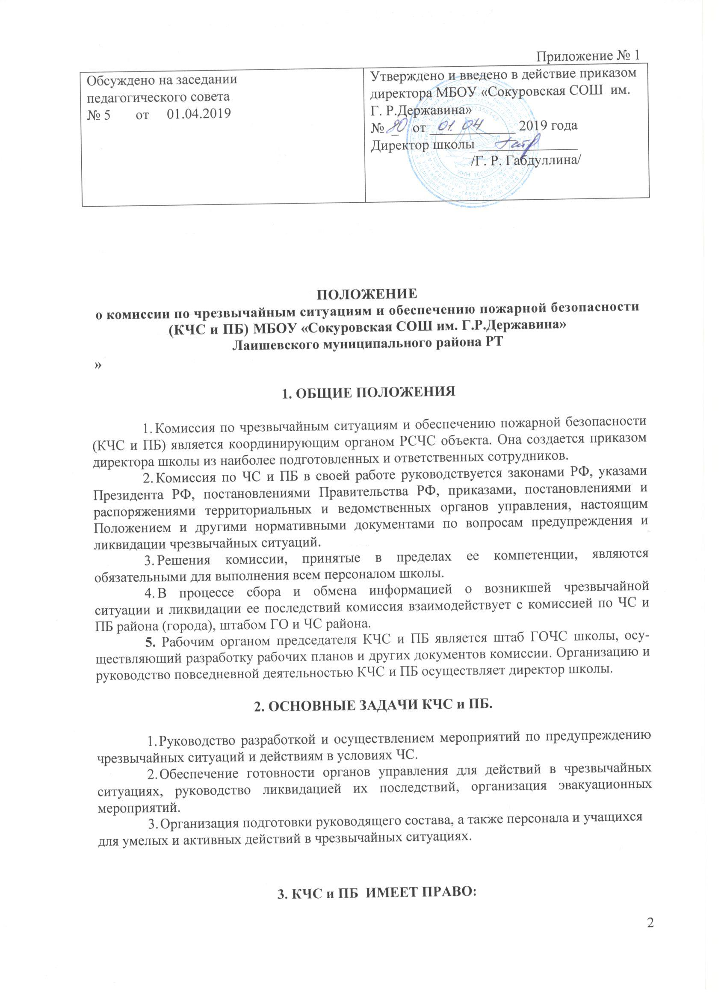 Приложение № 1
Обсуждено на заседании
педагогического совета
№ 5 от 01.04.2019
Утверждено и введено в действие приказом
директора МБОУ «Сокуровская СОШ им.
Г. Р.Державина»
№ 80 от 01. 04 2019 года
Директор школы
/Г. Р. Габдуллина/
ПОЛОЖЕНИЕ
о комиссии по чрезвычайным ситуациям и обеспечению пожарной безопасности
(КЧС и ПБ) МБОУ «Сокуровская СОШ им. Г.Р.Державина»
Лаишевского муниципального района РТ
»
1. ОБЩИЕ ПОЛОЖЕНИЯ
1. Комиссия по чрезвычайным ситуациям и обеспечению пожарной безопасности
(КЧС и ПБ) является координирующим органом РСЧС объекта. Она создается приказом
директора школы из наиболее подготовленных и ответственных сотрудников.
2. Комиссия по ЧС и ПБ в своей работе руководствуется законами РФ, указами
Президента РФ, постановлениями Правительства РФ, приказами, постановлениями и
распоряжениями территориальных и ведомственных органов управления, настоящим
Положением и другими нормативными документами по вопросам предупреждения и
ликвидации чрезвычайных ситуаций.
3. Решения комиссии, принятые в пределах ее компетенции, являются
обязательными для выполнения всем персоналом школы.
4. В процессе сбора и обмена информацией о возникшей чрезвычайной
ситуации и ликвидации ее последствий комиссия взаимодействует с комиссией по ЧС и
ПБ района (города), штабом ГО и ЧС района.
5. Рабочим органом председателя КЧС и ПБ является штаб ГОЧС школы, осу-
ществляющий разработку рабочих планов и других документов комиссии. Организацию и
руководство повседневной деятельностью КЧС и ПБ осуществляет директор школы.
2. ОСНОВНЫЕ ЗАДАЧИ КЧС и ПБ.
1. Руководство разработкой и осуществлением мероприятий по предупреждению
чрезвычайных ситуаций и действиям в условиях ЧС.
2. Обеспечение готовности органов управления для действий в чрезвычайных
ситуациях, руководство ликвидацией их последствий, организация эвакуационных
мероприятий.
3. Организация подготовки руководящего состава, а также персонала и учащихся
для умелых и активных действий в чрезвычайных ситуациях.
3. КЧС и ПБ ИМЕЕТ ПРАВО:
2